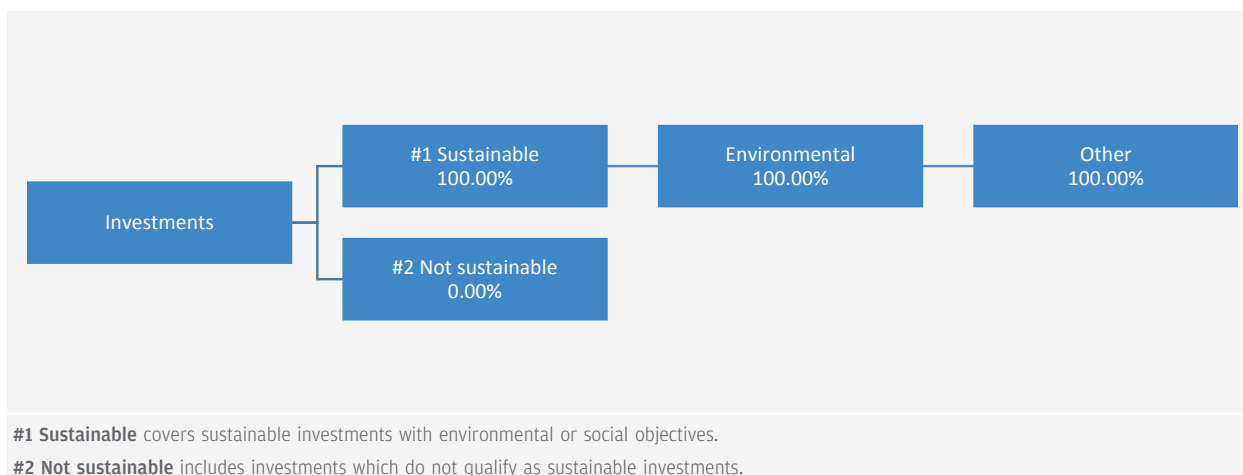 #1 Sustainable
100.00%
Environmental
100.00%
Other
100.00%
Investments
#2 Not sustainable
0.00%
#1 Sustainable covers sustainable investments with environmental or social objectives.
#2 Not sustainable includes investments which do not qualify as sustainable investments.